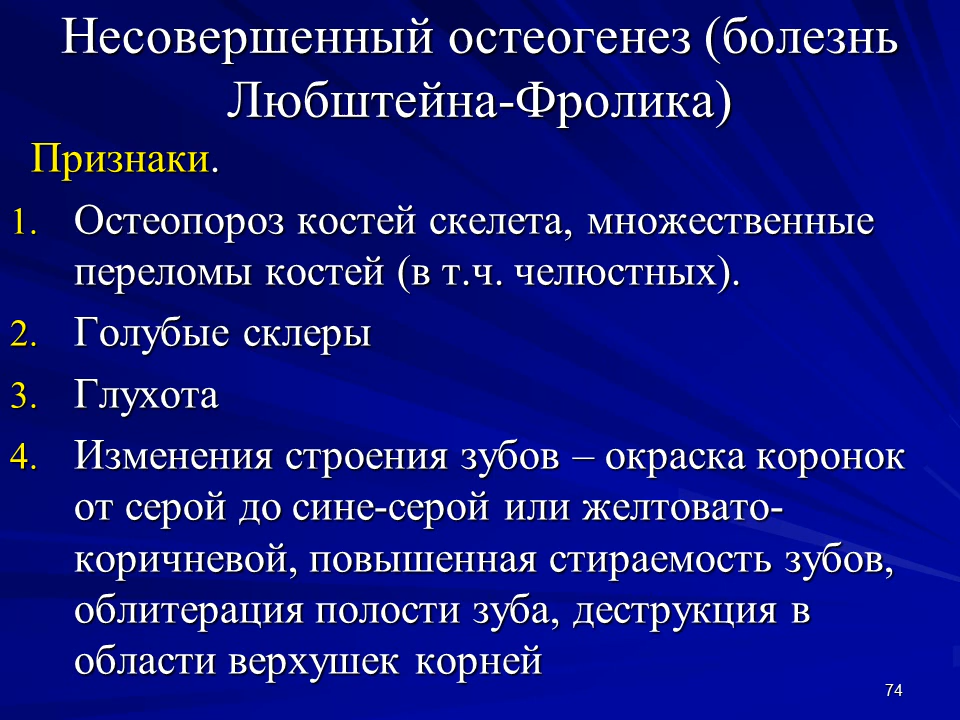 Несовершенный остеогенез (болезнь
Любштейна-Фролика)
Признаки.
1. Остеопороз костей скелета, множественные
переломы костей (в т.ч. челюстных).
2. Голубые склеры
3. Глухота
4. Изменения строения зубов – окраска коронок
от серой до сине-серой или желтовато-
коричневой, повышенная стираемость зубов,
облитерация полости зуба, деструкция в
области верхушек корней
74